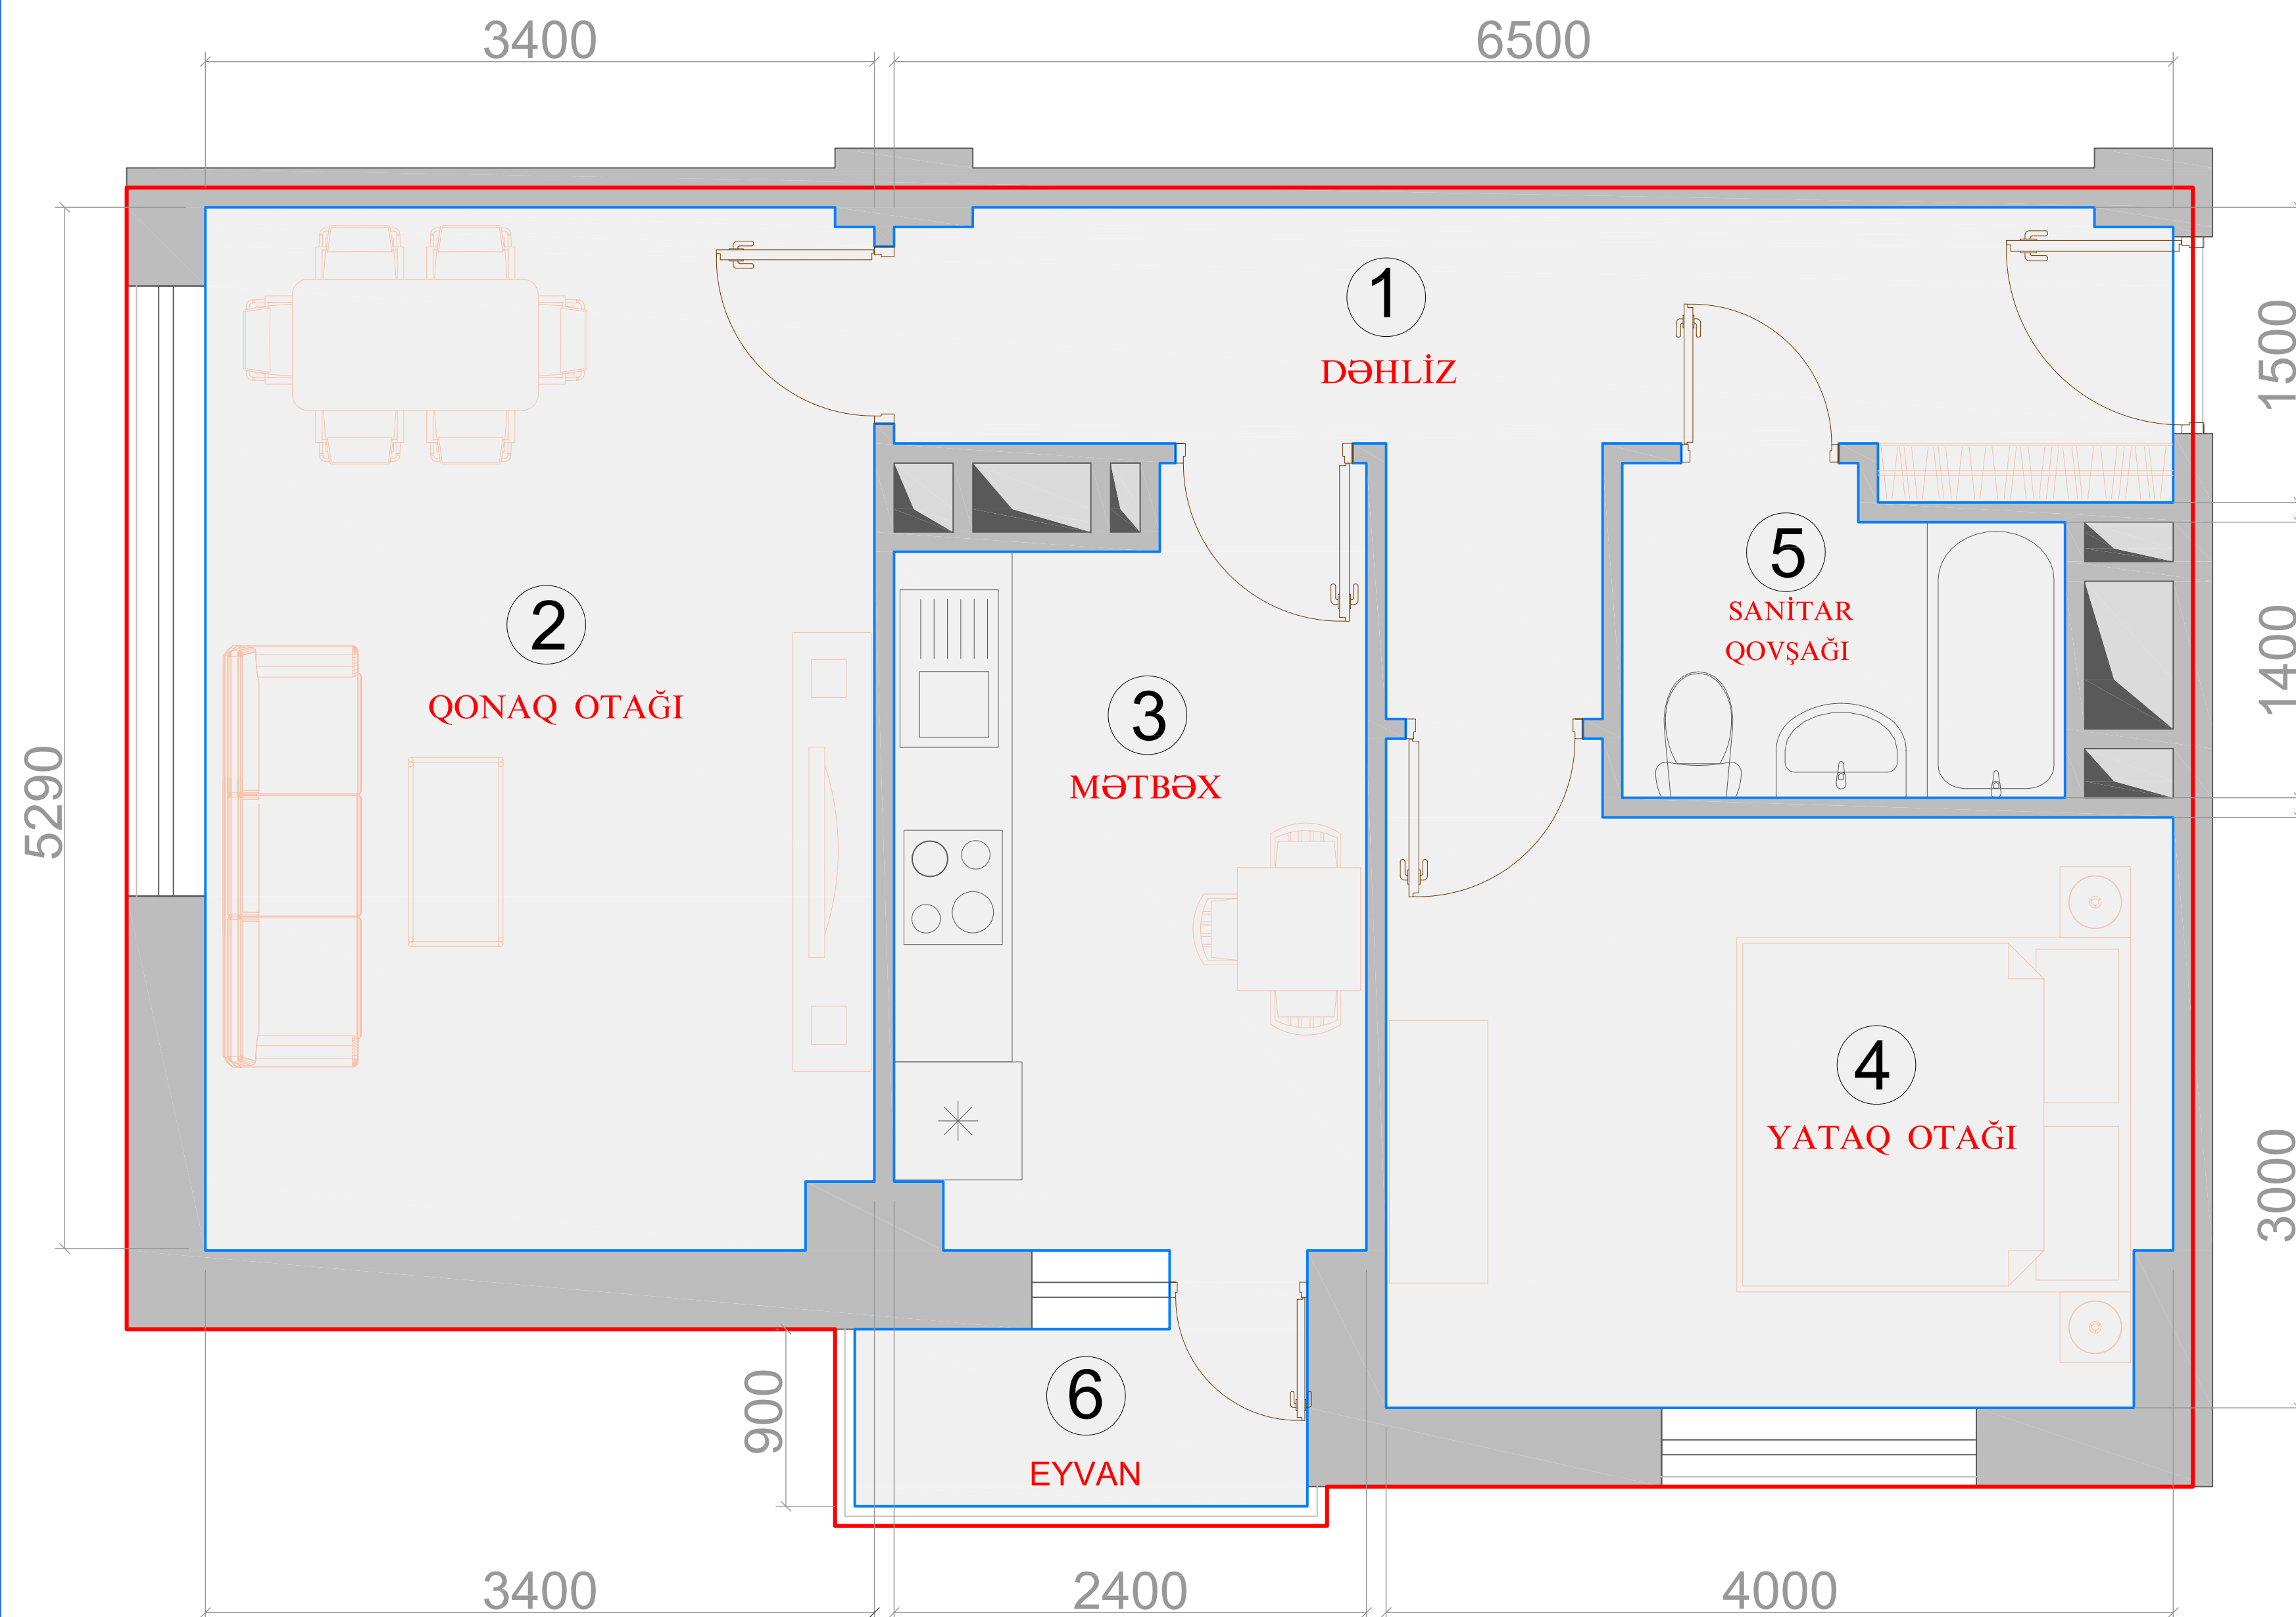 3400
6500
1
DƏHLİZ
1500
2
QONAQ OTAĞI
5
SANİTAR
QOVŞAĞI
1400
3
MƏTBƏX
5290
4
YATAQ OTAĞI
3000
6
EYVAN
900
3400
2400
4000